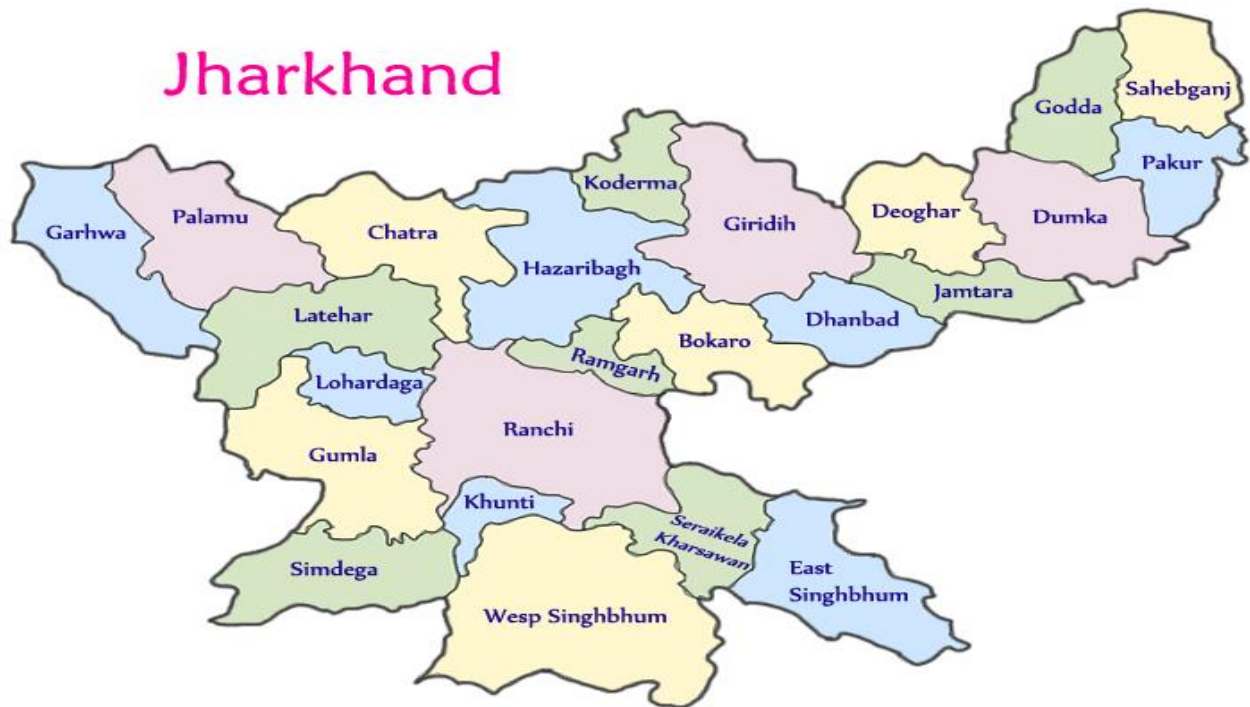 Jharkhand
Sahebganj
Godda
Pakur
Koderma
Palamu
Garhwa
Chatra
Giridih
Deoghar
Dumka
Hazaribagh
Jamtara
Latehar
Dhanbad
Bokaro
Ramgarh
Lohardaga
Ranchi
Gumla
Khunti
Seraikela
Kharsawan
Simdega
East
Singhbhum
Wesp Singhbhum